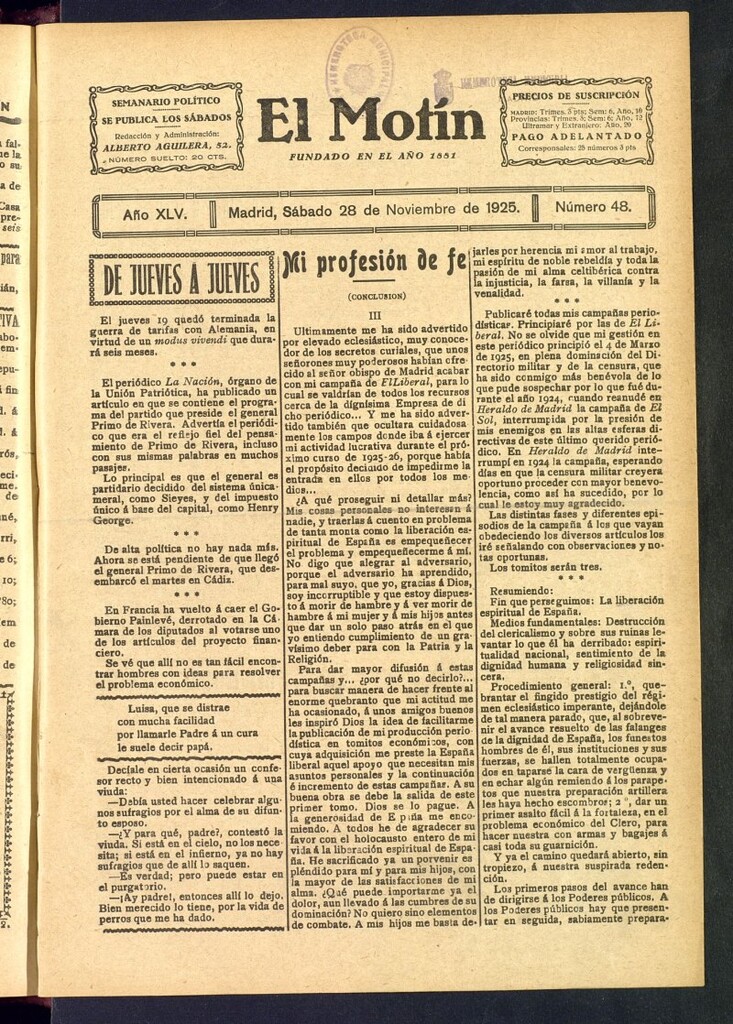 SEMANARIO POLÍTICO
SE PUBLICA LOS SÁBADOS
Redacción y Administración:
ALBERTO AGUILERA, 52.
NÚMERO SUELTO: 20 CTS.
El Motín
FUNDADO EN EL AÑO 1881
PRECIOS DE SUSCRIPCIÓN
MADRID: Trimes. 3 pts; Sem: 6, Año, 10
Provincias: Trimes. 3; Sem: 6; Año, 12
Ultramar y Extranjero: Año, 20
PAGO ADELANTADO
Corresponsales: 25 números 3 pts
Año XLV.
Madrid, Sábado 28 de Noviembre de 1925.
Número 48.
DE JUEVES A JUEVES
El jueves 19 quedó terminada la
guerra de tarifas con Alemania, en
virtud de un modus vivendi que dura-
rá seis meses.
* * *
El periódico La Nación, órgano de
la Unión Patriótica, ha publicado un
artículo en que se contiene el progra-
ma del partido que preside el general
Primo de Rivera. Advertía el periódi-
co que era el reflejo fiel del pensa-
miento de Primo de Rivera, incluso
con sus mismas palabras en muchos
pasajes.
Lo principal es que el general es
partidario decidido del sistema única-
meral, como Sieyes, y del impuesto
único á base del capital, como Henry
George.
* * *
De alta política no hay nada más.
Ahora se está pendiente de que llegó
el general Primo de Rivera, que des-
embarcó el martes en Cádiz.
* * *
En Francia ha vuelto á caer el Go-
bierno Painlevé, derrotado en la Cá-
mara de los diputados al votarse uno
de los artículos del proyecto finan-
ciero.
Se vé que allí no es tan fácil encon-
trar hombres con ideas para resolver
el problema económico.
Luisa, que se distrae
con mucha facilidad
por llamarle Padre á un cura
le suele decir papá.
Decíale en cierta ocasión un confe-
sor recto y bien intencionado á una
viuda:
—Debía usted hacer celebrar algu-
nos sufragios por el alma de su difun-
to esposo.
—¿Y para qué, padre?, contestó la
viuda. Si está en el cielo, no los nece-
sita; si está en el infierno, ya no hay
sufragios que de allí lo saquen.
—Es verdad; pero puede estar en
el purgatorio.
—¡Ay padre!, entonces allí lo dejo.
Bien merecido lo tiene, por la vida de
perros que me ha dado.
Mi profesión de fe
(CONCLUSION)
III
Ultimamente me ha sido advertido
por elevado eclesiástico, muy conoce-
dor de los secretos curiales, que unos
señorones muy poderosos habían ofre-
cido al señor obispo de Madrid acabar
con mi campaña de El Liberal, para lo
cual se valdrían de todos los recursos
cerca de la dignísima Empresa de di-
cho periódico... Y me ha sido adver-
tido también que ocultara cuidadosa-
mente los campos donde iba á ejercer
mi actividad lucrativa durante el pró-
ximo curso de 1925-26, porque había
el propósito decidido de impedirme la
entrada en ellos por todos los me-
dios...
¿A qué proseguir ni detallar más?
Mis cosas personales no interesan á
nadie, y traerlas á cuento en problema
de tanta monta como la liberación es-
piritual de España es empequeñecer
el problema y empequeñecerme á mí.
No digo que alegrar al adversario,
porque el adversario ha aprendido,
para mal suyo, que yo, gracias á Dios,
soy incorruptible y que estoy dispues-
to á morir de hambre y á ver morir de
hambre á mi mujer y á mis hijos antes
que dar un solo paso atrás en el que
yo entiendo cumplimiento de un gra-
vísimo deber para con la Patria y la
Religión.
Para dar mayor difusión á estas
campañas y... ¿por qué no decirlo?...
para buscar manera de hacer frente al
enorme quebranto que mi actitud me
ha ocasionado, á unos amigos buenos
les inspiró Dios la idea de facilitarme
la publicación de mi producción perio-
dística en tomitos económicos, con
cuya adquisición me preste la España
liberal aquel apoyo que necesitan mis
asuntos personales y la continuación
é incremento de estas campañas. A su
buena obra se debe la salida de este
primer tomo. Dios se lo pague. A la
generosidad de E paña me enco-
miendo. A todos he de agradecer su
favor con el holocausto entero de mi
vida á la liberación espiritual de Espa-
ña. He sacrificado ya un porvenir es-
pléndido para mí y para mis hijos, con
la mayor de las satisfacciones de mi
alma. ¿Qué puede importarme ya el
dolor, aun llevado á las cumbres de su
dominación? No quiero sino elementos
de combate. A mis hijos me basta de-
jarles por herencia mi amor al trabajo,
mi espíritu de noble rebeldía y toda la
pasión de mi alma celtibérica contra
la injusticia, la farsa, la villanía y la
venalidad.
* * *
Publicaré todas mis campañas perio-
dísticas. Principiaré por las de El Li-
beral. No se olvide que mi gestión en
este periódico principió el 4 de Marzo
de 1925, en plena dominación del Di-
rectorio militar y de la censura, que
ha sido conmigo más benévola de lo
que pude sospechar por lo que fué du-
rante el año 1924, cuando reanudé en
Heraldo de Madrid la campaña de El
Sol, interrumpida por la presión de
mis enemigos en las altas esferas di-
rectivas de este último querido perió-
dico. En Heraldo de Madrid inte-
rrumpí en 1924 la campaña, esperando
días en que la censura militar creyera
oportuno proceder con mayor benevo-
lencia, como así ha sucedido, por lo
cual le estoy muy agradecido.
Las distintas fases y diferentes epi-
sodios de la campaña á los que vayan
obedeciendo los diversos artículos los
iré señalando con observaciones y no-
tas oportunas.
Los tomitos serán tres.
* * *
Resumiendo:
Fin que perseguimos: La liberación
espiritual de España.
Medios fundamentales: Destrucción
del clericalismo y sobre sus ruinas le-
vantar lo que él ha derribado: espiri-
tualidad nacional, sentimiento de la
dignidad humana y religiosidad sin-
cera.
Procedimiento general: 1.º, que-
brantar el fingido prestigio del régi-
men eclesiástico imperante, dejándole
de tal manera parado, que, al sobreve-
nir el avance resuelto de las falanges
de la dignidad de España, los funestos
hombres de él, sus instituciones y sus
fuerzas, se hallen totalmente ocupa-
dos en taparse la cara de vergüenza y
en echar algún remiendo á los parape-
tos que nuestra preparación artillera
les haya hecho escombros; 2 º, dar un
primer asalto fácil á la fortaleza, en el
problema económico del Clero, para
hacer nuestra con armas y bagajes á
casi toda su guarnición.
Y ya el camino quedará abierto, sin
tropiezo, á nuestra suspirada reden-
ción.
Los primeros pasos del avance han
de dirigirse á los Poderes públicos. A
los Poderes públicos hay que presen-
tar en seguida, sabiamente prepara-